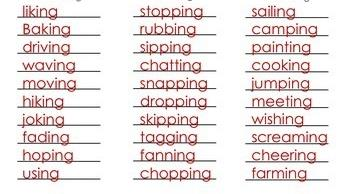 liking stopping sailing
Baking rubbing camping
driving sipping painting
waving chatting cooking
moving snapping jumping
hiking dropping meeting
joking skipping wishing
fading tagging screaming
hoping fanning cheering
using chopping farming